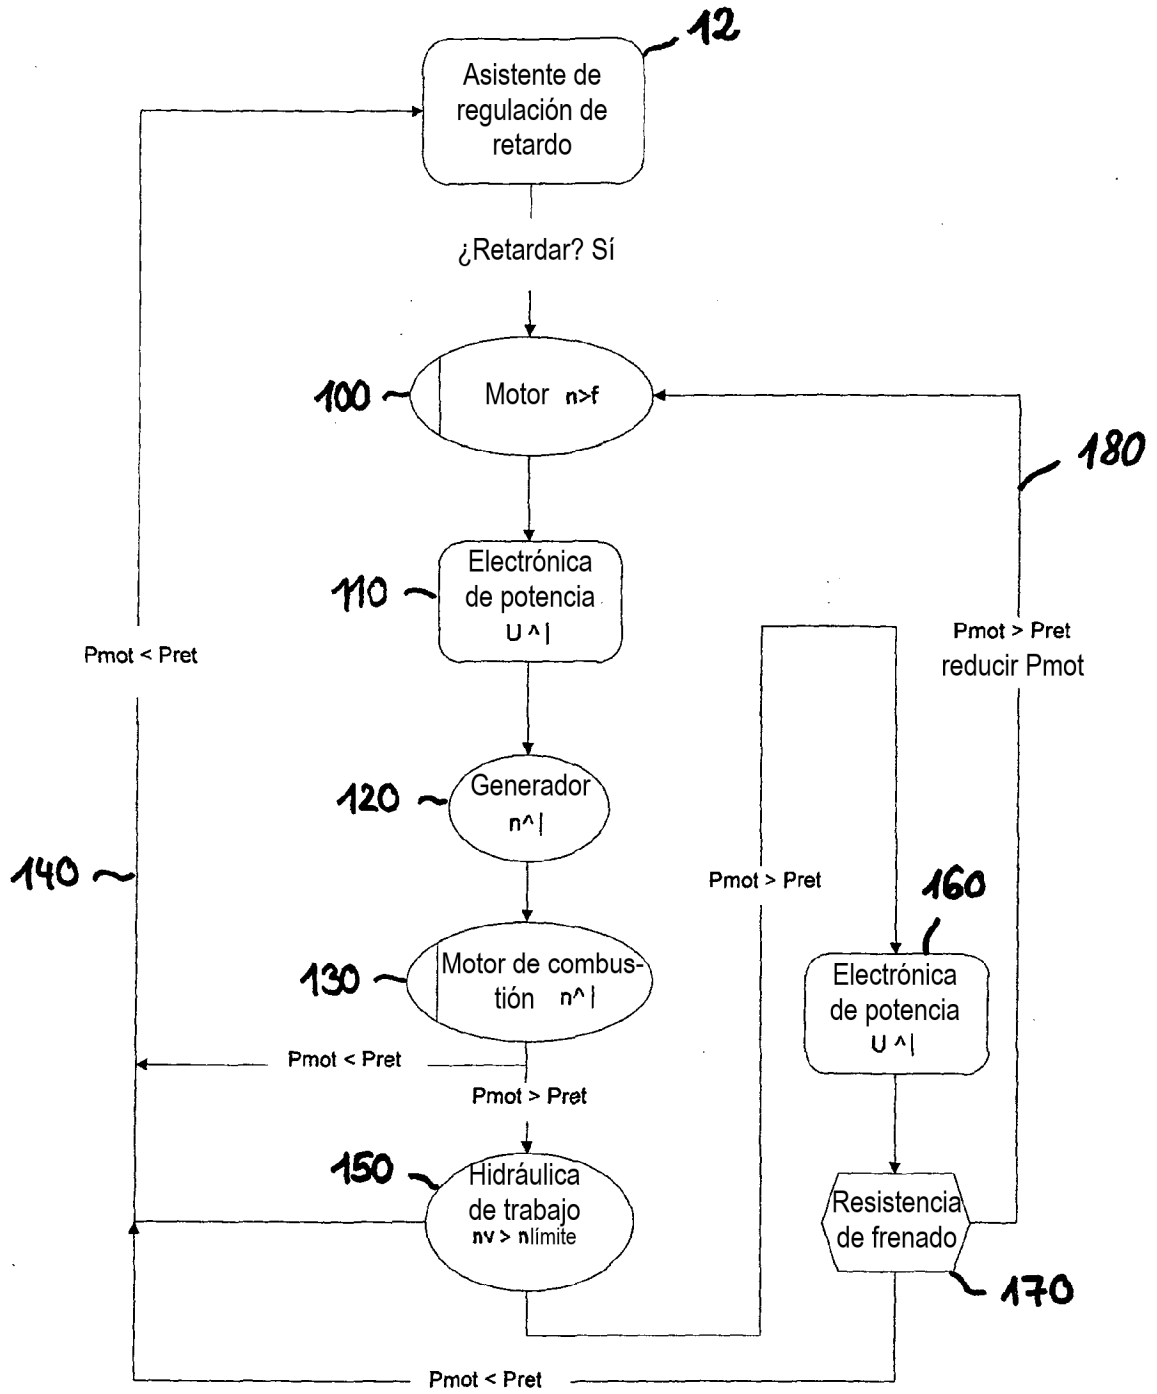 12
Asistente de
regulación de
retardo
¿Retardar? Sí
100
Motor n>f
180
110
Electrónica
de potencia
U ^|
Pmot < Pret
Pmot > Pret
reducir Pmot
120
Generador
n^|
140
Pmot > Pret
160
130
Motor de combus-
tión n^|
Electrónica
de potencia
U ^|
Pmot < Pret
Pmot > Pret
150
Hidráulica
de trabajo
nv > nlímite
Resistencia
de frenado
170
Pmot < Pret